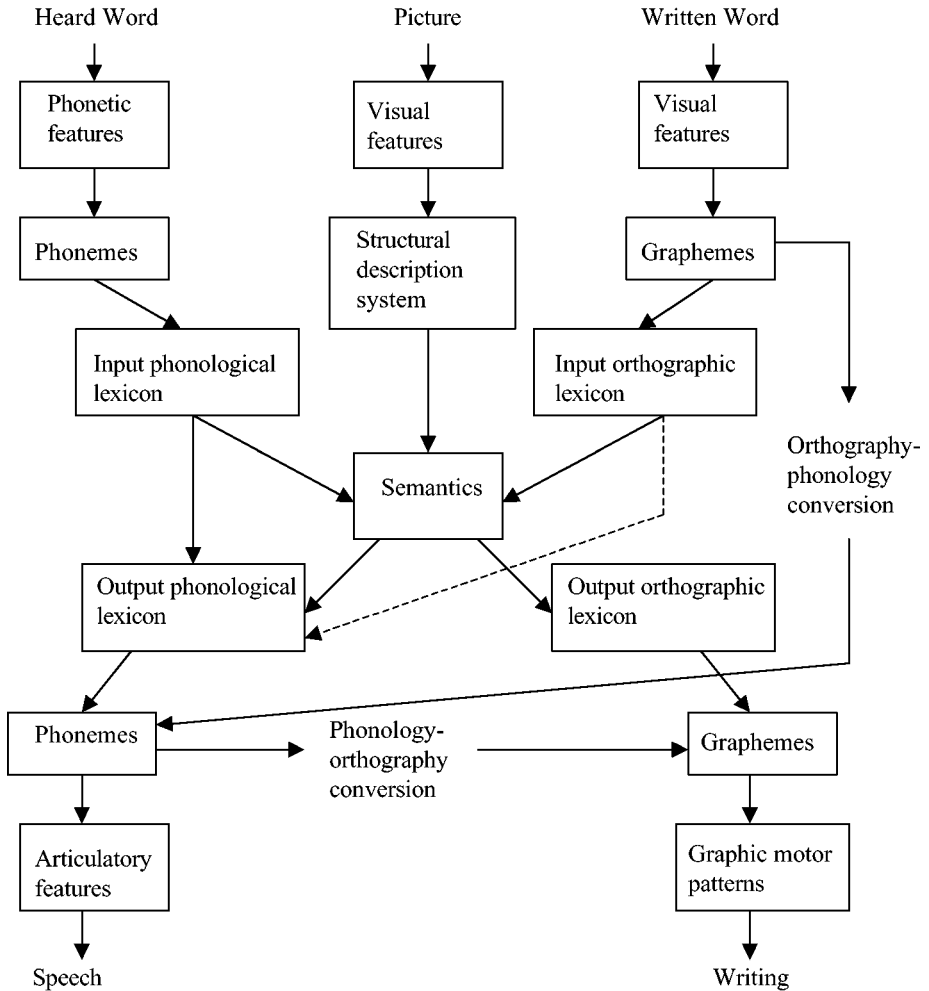 Heard Word
Picture
Written Word
Phonetic
features
Visual
features
Visual
features
Phonemes
Structural
description
system
Graphemes
Input phonological
lexicon
Input orthographic
lexicon
Orthography-
phonology
conversion
Semantics
Output phonological
lexicon
Output orthographic
lexicon
Phonemes
Phonology-
orthography
conversion
Graphemes
Articulatory
features
Graphic motor
patterns
Speech
Writing